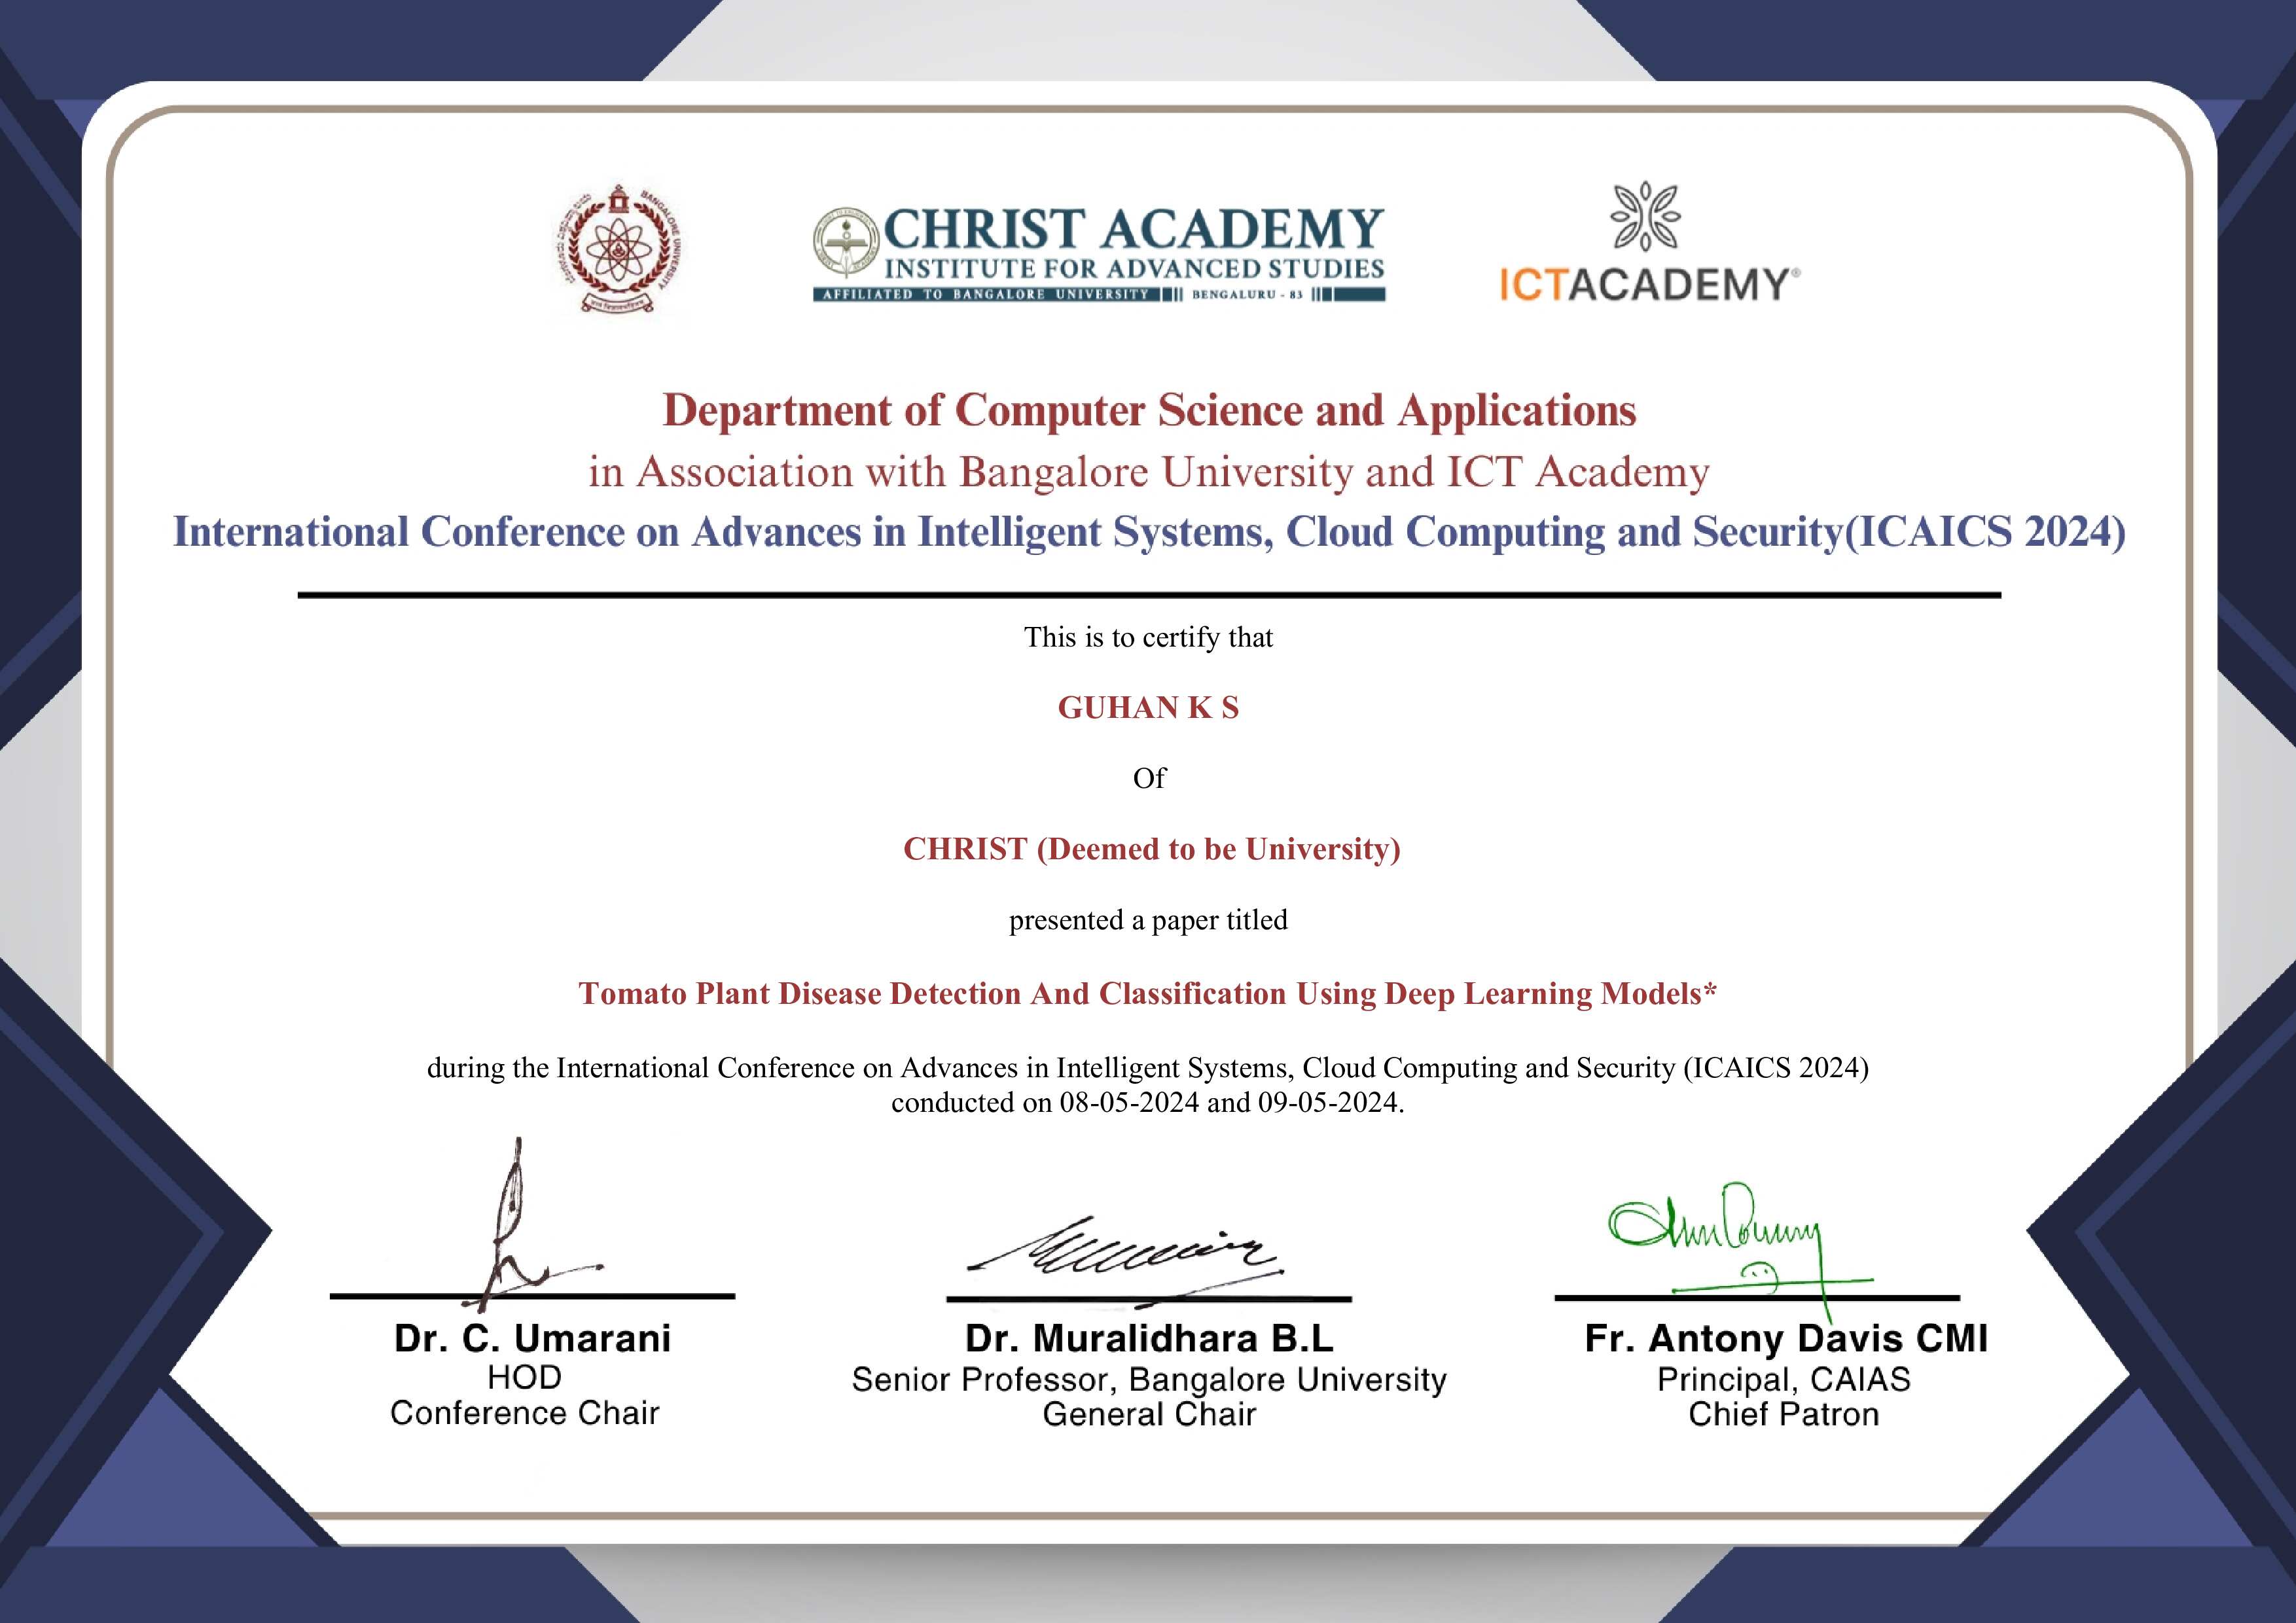 CHRIST ACADEMY
INSTITUTE FOR ADVANCED STUDIES
AFFILIATED TO BANGALORE UNIVERSITY BENGALURU - 83
ICTACADEMY®
BANGALORE UNIVERSITY
Department of Computer Science and Applications
in Association with Bangalore University and ICT Academy
International Conference on Advances in Intelligent Systems, Cloud Computing and Security(ICAICS 2024)
This is to certify that
GUHAN K S
Of
CHRIST (Deemed to be University)
presented a paper titled
Tomato Plant Disease Detection And Classification Using Deep Learning Models*
during the International Conference on Advances in Intelligent Systems, Cloud Computing and Security (ICAICS 2024)
conducted on 08-05-2024 and 09-05-2024.
Dr. C. Umarani
HOD
Conference Chair
Dr. Muralidhara B.L
Senior Professor, Bangalore University
General Chair
Fr. Antony Davis CMI
Principal, CAIAS
Chief Patron